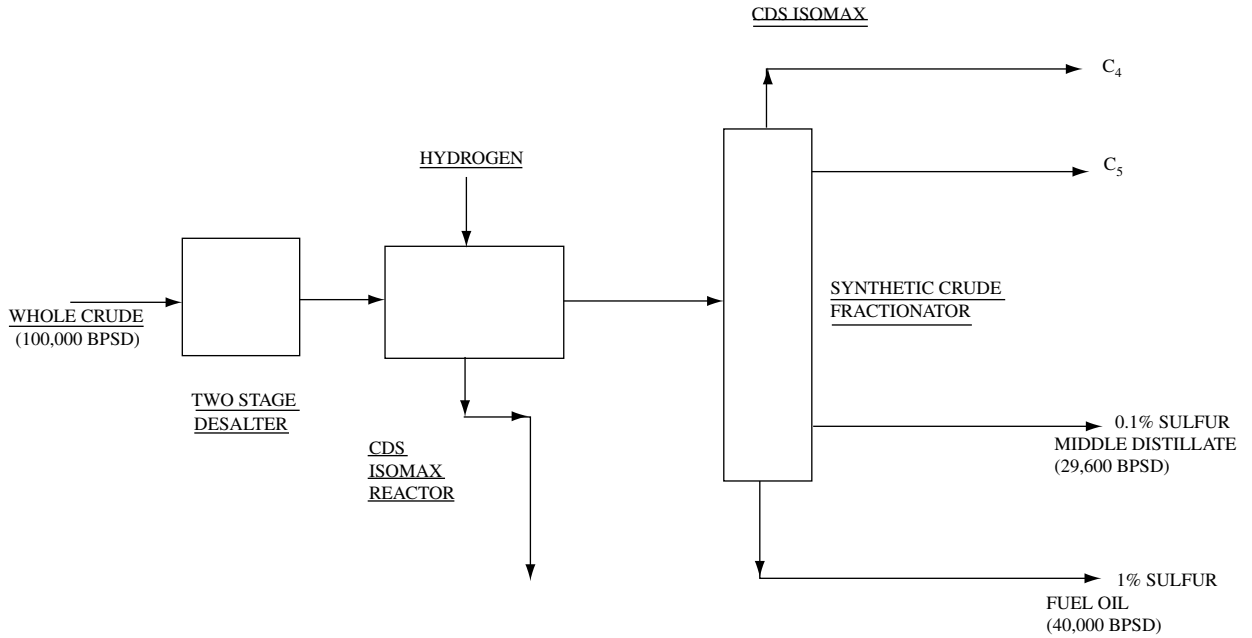 CDS ISOMAX
C4
HYDROGEN
C5
WHOLE CRUDE
(100,000 BPSD)
SYNTHETIC CRUDE
FRACTIONATOR
TWO STAGE
DESALTER
CDS
ISOMAX
REACTOR
0.1% SULFUR
MIDDLE DISTILLATE
(29,600 BPSD)
1% SULFUR
FUEL OIL
(40,000 BPSD)